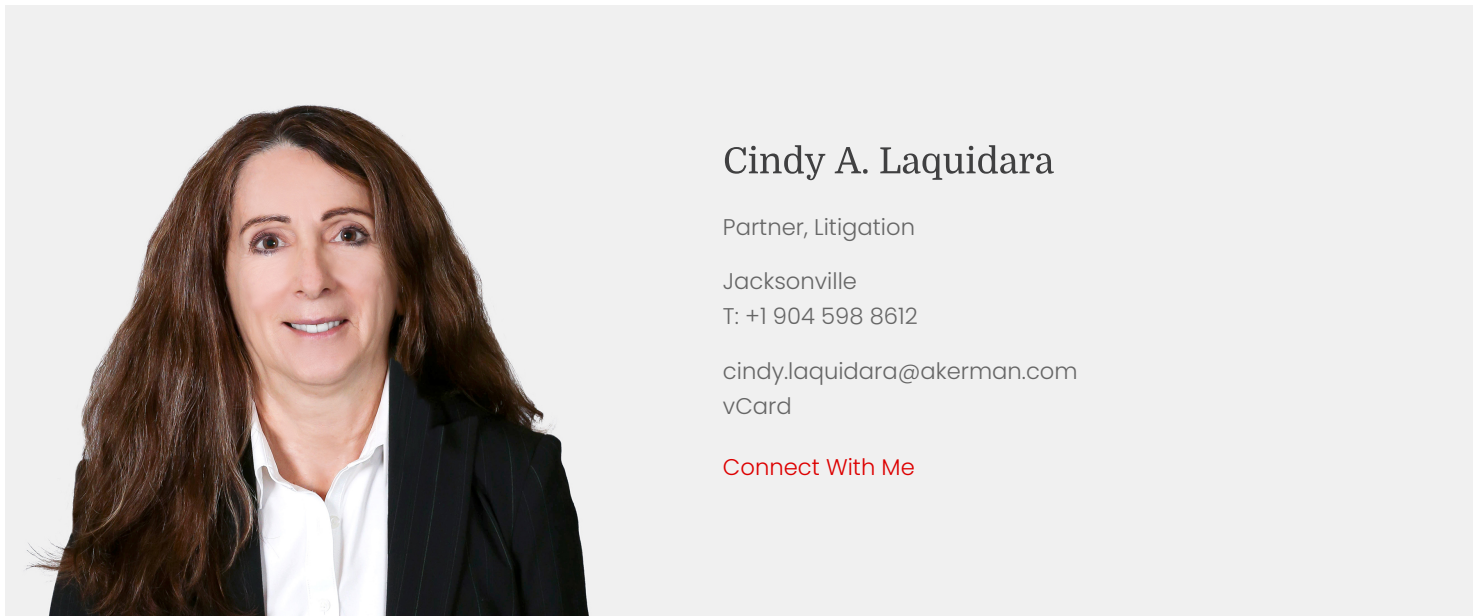 Cindy A. Laquidara
Partner, Litigation
Jacksonville
T: +1 904 598 8612
cindy.laquidara@akerman.com
vCard
Connect With Me